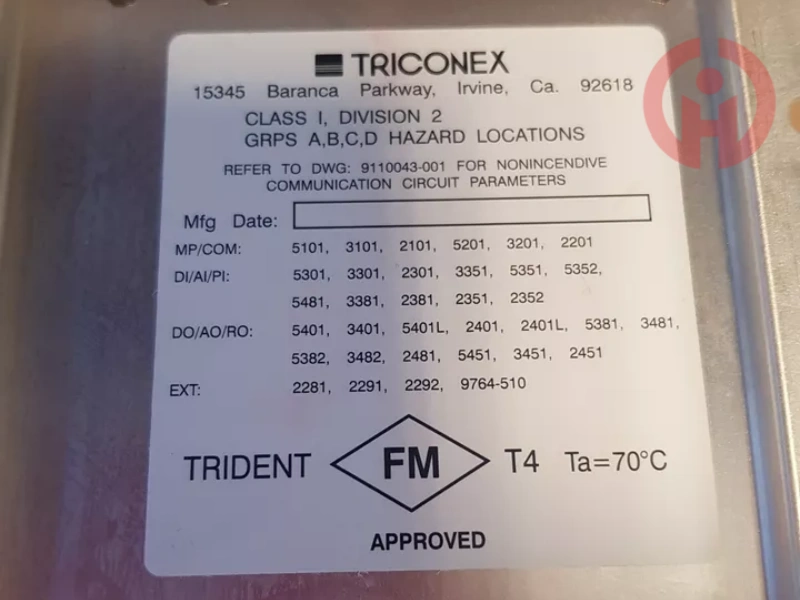 TRICONEX
15345 Baranca Parkway, Irvine, Ca. 92618
CLASS I, DIVISION 2
GRPS A,B,C,D HAZARD LOCATIONS
REFER TO DWG: 9110043-001 FOR NONINCENDIVE
COMMUNICATION CIRCUIT PARAMETERS
Mfg Date:
MP/COM: 5101, 3101, 2101, 5201, 3201, 2201
DI/AI/PI: 5301, 3301, 2301, 3351, 5351, 5352,
5481, 3381, 2381, 2351, 2352
DO/AO/RO: 5401, 3401, 5401L, 2401, 2401L, 5381, 3481,
5382, 3482, 2481, 5451, 3451, 2451
EXT: 2281, 2291, 2292, 9764-510
TRIDENT FM T4 Ta=70°C
APPROVED